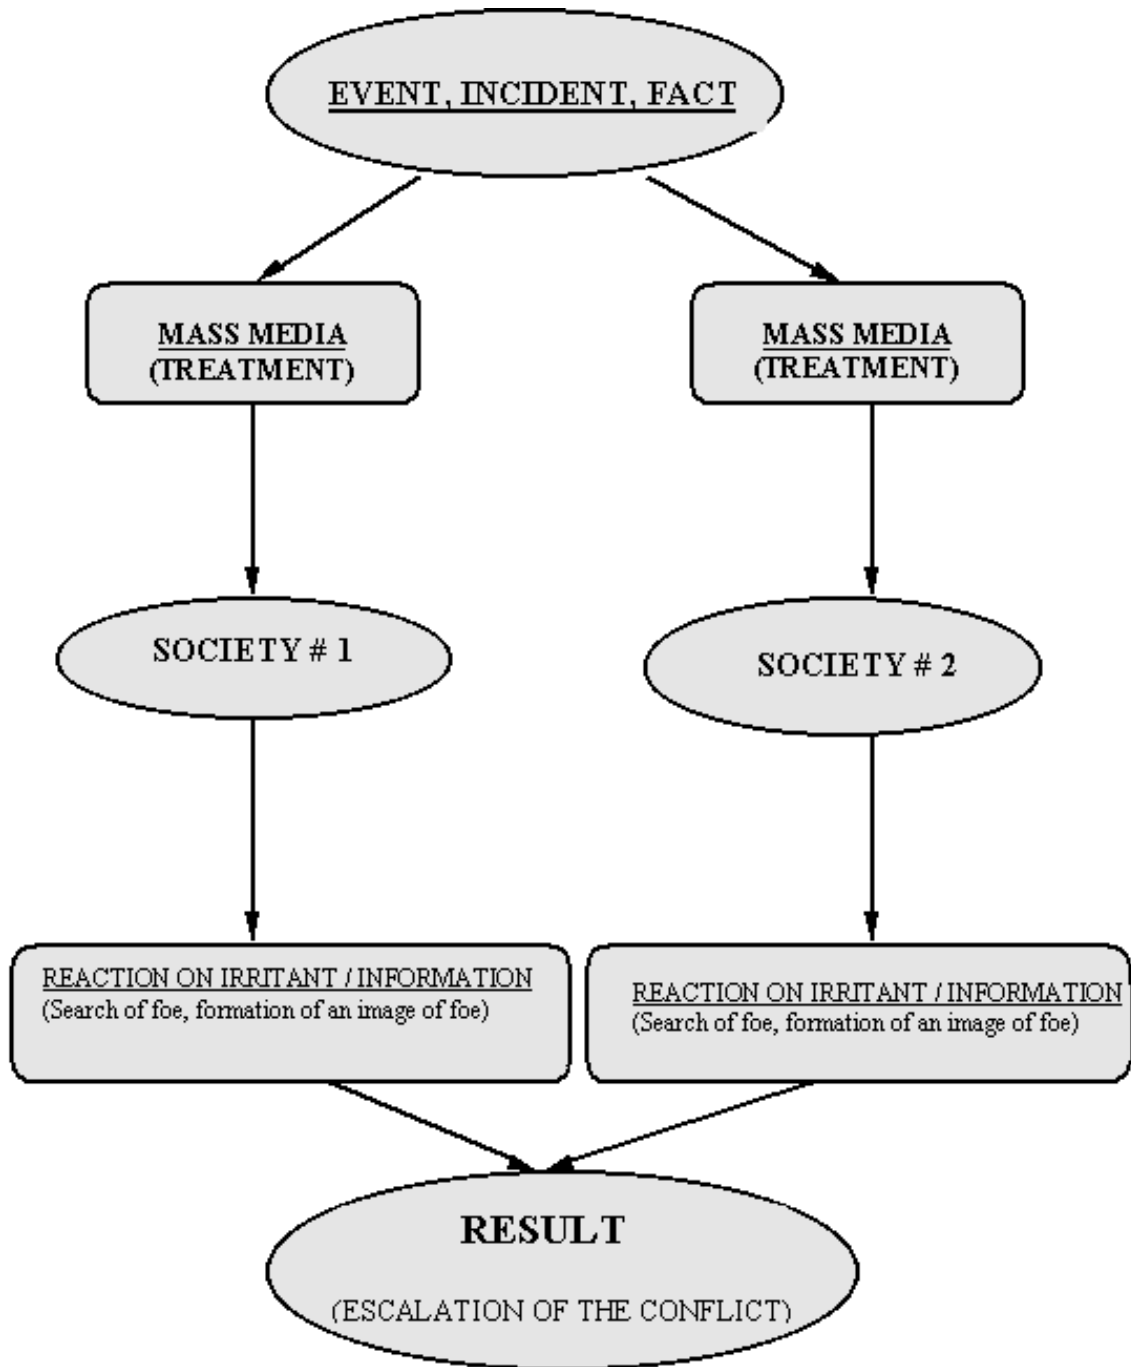 EVENT, INCIDENT, FACT
MASS MEDIA
(TREATMENT)
MASS MEDIA
(TREATMENT)
SOCIETY # 1
SOCIETY # 2
REACTION ON IRRITANT / INFORMATION
(Search of foe, formation of an image of foe)
REACTION ON IRRITANT / INFORMATION
(Search of foe, formation of an image of foe)
RESULT
(ESCALATION OF THE CONFLICT)